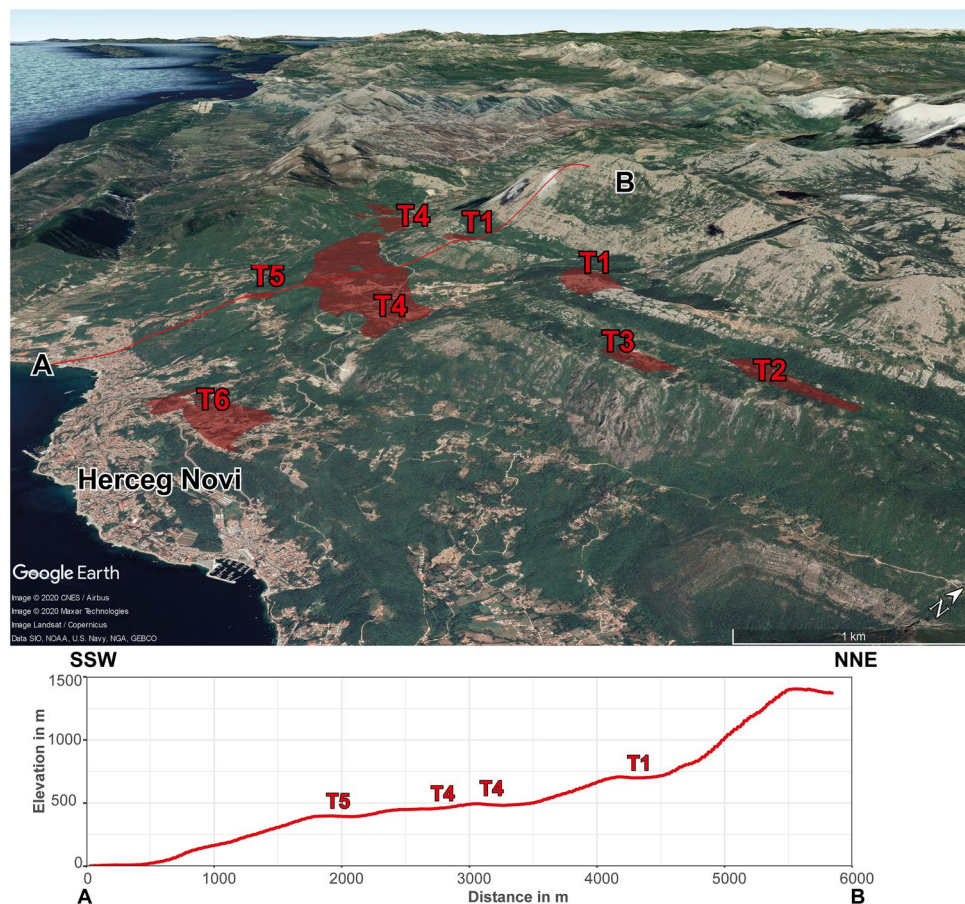 B
T4
T1
T5
T1
T4
T3
A
T2
T6
Herceg Novi
Google Earth
Image © 2020 CNES / Airbus
Image © 2020 Maxar Technologies
Image Landsat / Copernicus
Data SIO, NOAA, U.S. Navy, NGA, GEBCO
N
1 km
SSW
NNE
Elevation in m
1500
1000
500
0
T5
T4
T4
T1
0
1000
2000
3000
4000
5000
6000
A
Distance in m
B